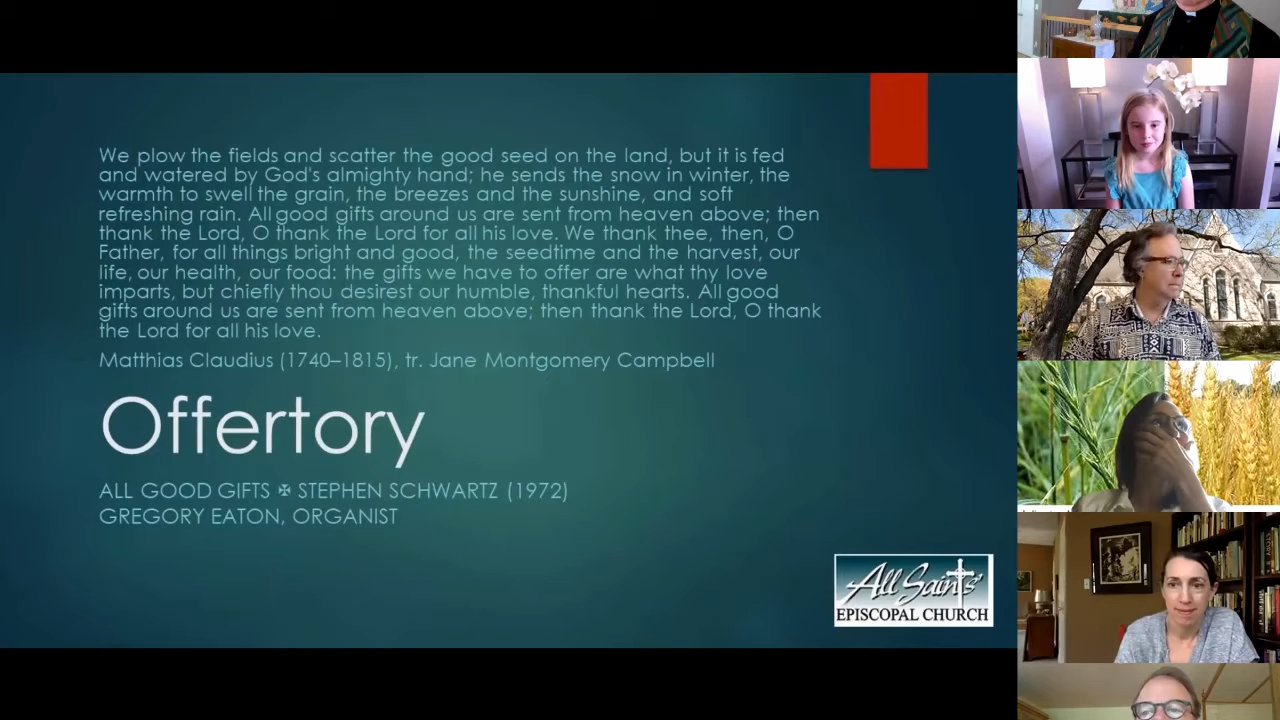 We plow the fields and scatter the good seed on the land, but it is fed
and watered by God's almighty hand; he sends the snow in winter, the
warmth to swell the grain, the breezes and the sunshine, and soft
refreshing rain. All good gifts around us are sent from heaven above; then
thank the Lord, O thank the Lord for all his love. We thank thee, then, O
Father, for all things bright and good, the seedtime and the harvest, our
life, our health, our food: the gifts we have to offer are what thy love
imparts, but chiefly thou desirest our humble, thankful hearts. All good
gifts around us are sent from heaven above; then thank the Lord, O thank
the Lord for all his love.
Matthias Claudius (1740–1815), tr. Jane Montgomery Campbell
Offertory
ALL GOOD GIFTS ✠ STEPHEN SCHWARTZ (1972)
GREGORY EATON, ORGANIST
All Saints'
EPISCOPAL CHURCH